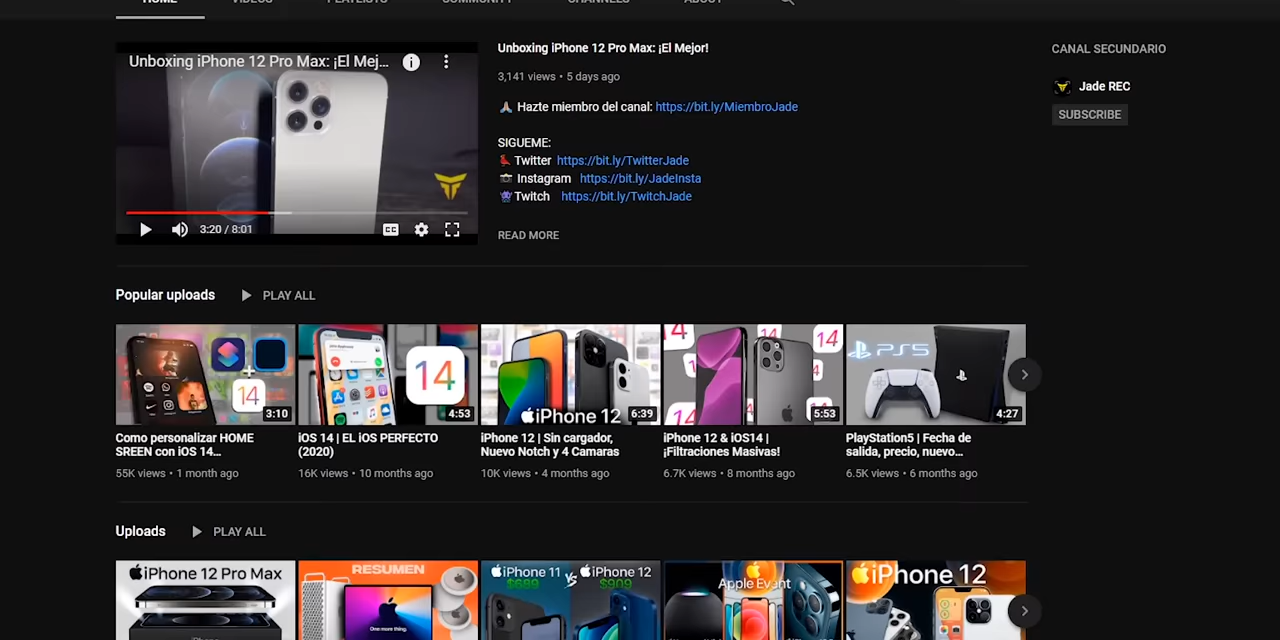 HOME VIDEOS PLAYLISTS COMMUNITY CHANNELS ABOUT
Unboxing iPhone 12 Pro Max: ¡El Mej...
3:20 / 8:01
CC
Unboxing iPhone 12 Pro Max: ¡El Mejor!
3,141 views • 5 days ago
🙏🏼 Hazte miembro del canal: https://bit.ly/MiembroJade
SIGUEME:
Twitter https://bit.ly/TwitterJade
📷 Instagram https://bit.ly/JadeInsta
👾 Twitch https://bit.ly/TwitchJade
READ MORE
CANAL SECUNDARIO
Jade REC
SUBSCRIBE
Popular uploads PLAY ALL
14
3:10
Como personalizar HOME
SREEN con iOS 14...
55K views • 1 month ago
14
4:53
iOS 14 | EL iOS PERFECTO
(2020)
16K views • 10 months ago
iPhone 12
6:39
iPhone 12 | Sin cargador,
Nuevo Notch y 4 Camaras
10K views • 4 months ago
4
14
14
4
14
5:53
iPhone 12 & iOS14 |
¡Filtraciones Masivas!
6.7K views • 8 months ago
PS5
4:27
PlayStation5 | Fecha de
salida, precio, nuevo...
6.5K views • 6 months ago
Uploads PLAY ALL
iPhone 12 Pro Max
RESUMEN
One more thing.
iPhone 11 vs iPhone 12
$689 $909
Apple Event
iPhone 12